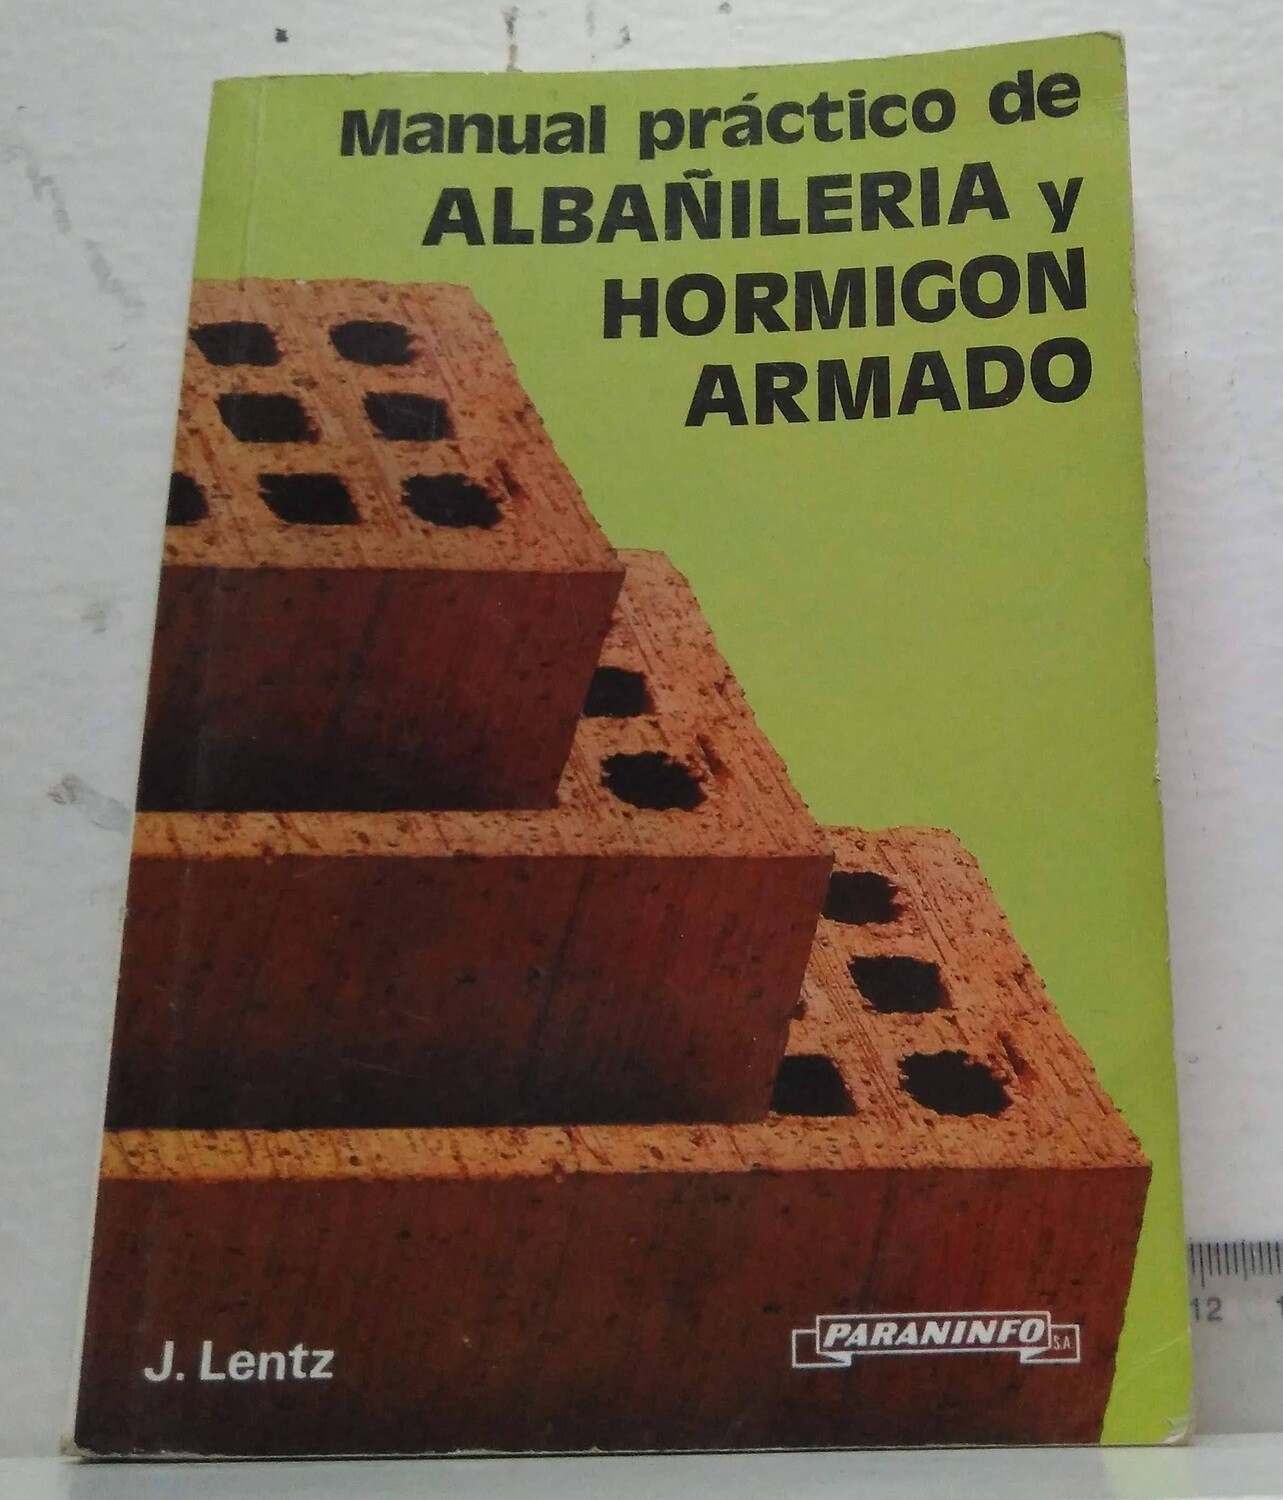 Manual práctico de
ALBAÑILERIA y
HORMIGON
ARMADO
J. Lentz
PARANINFO S.A.
12